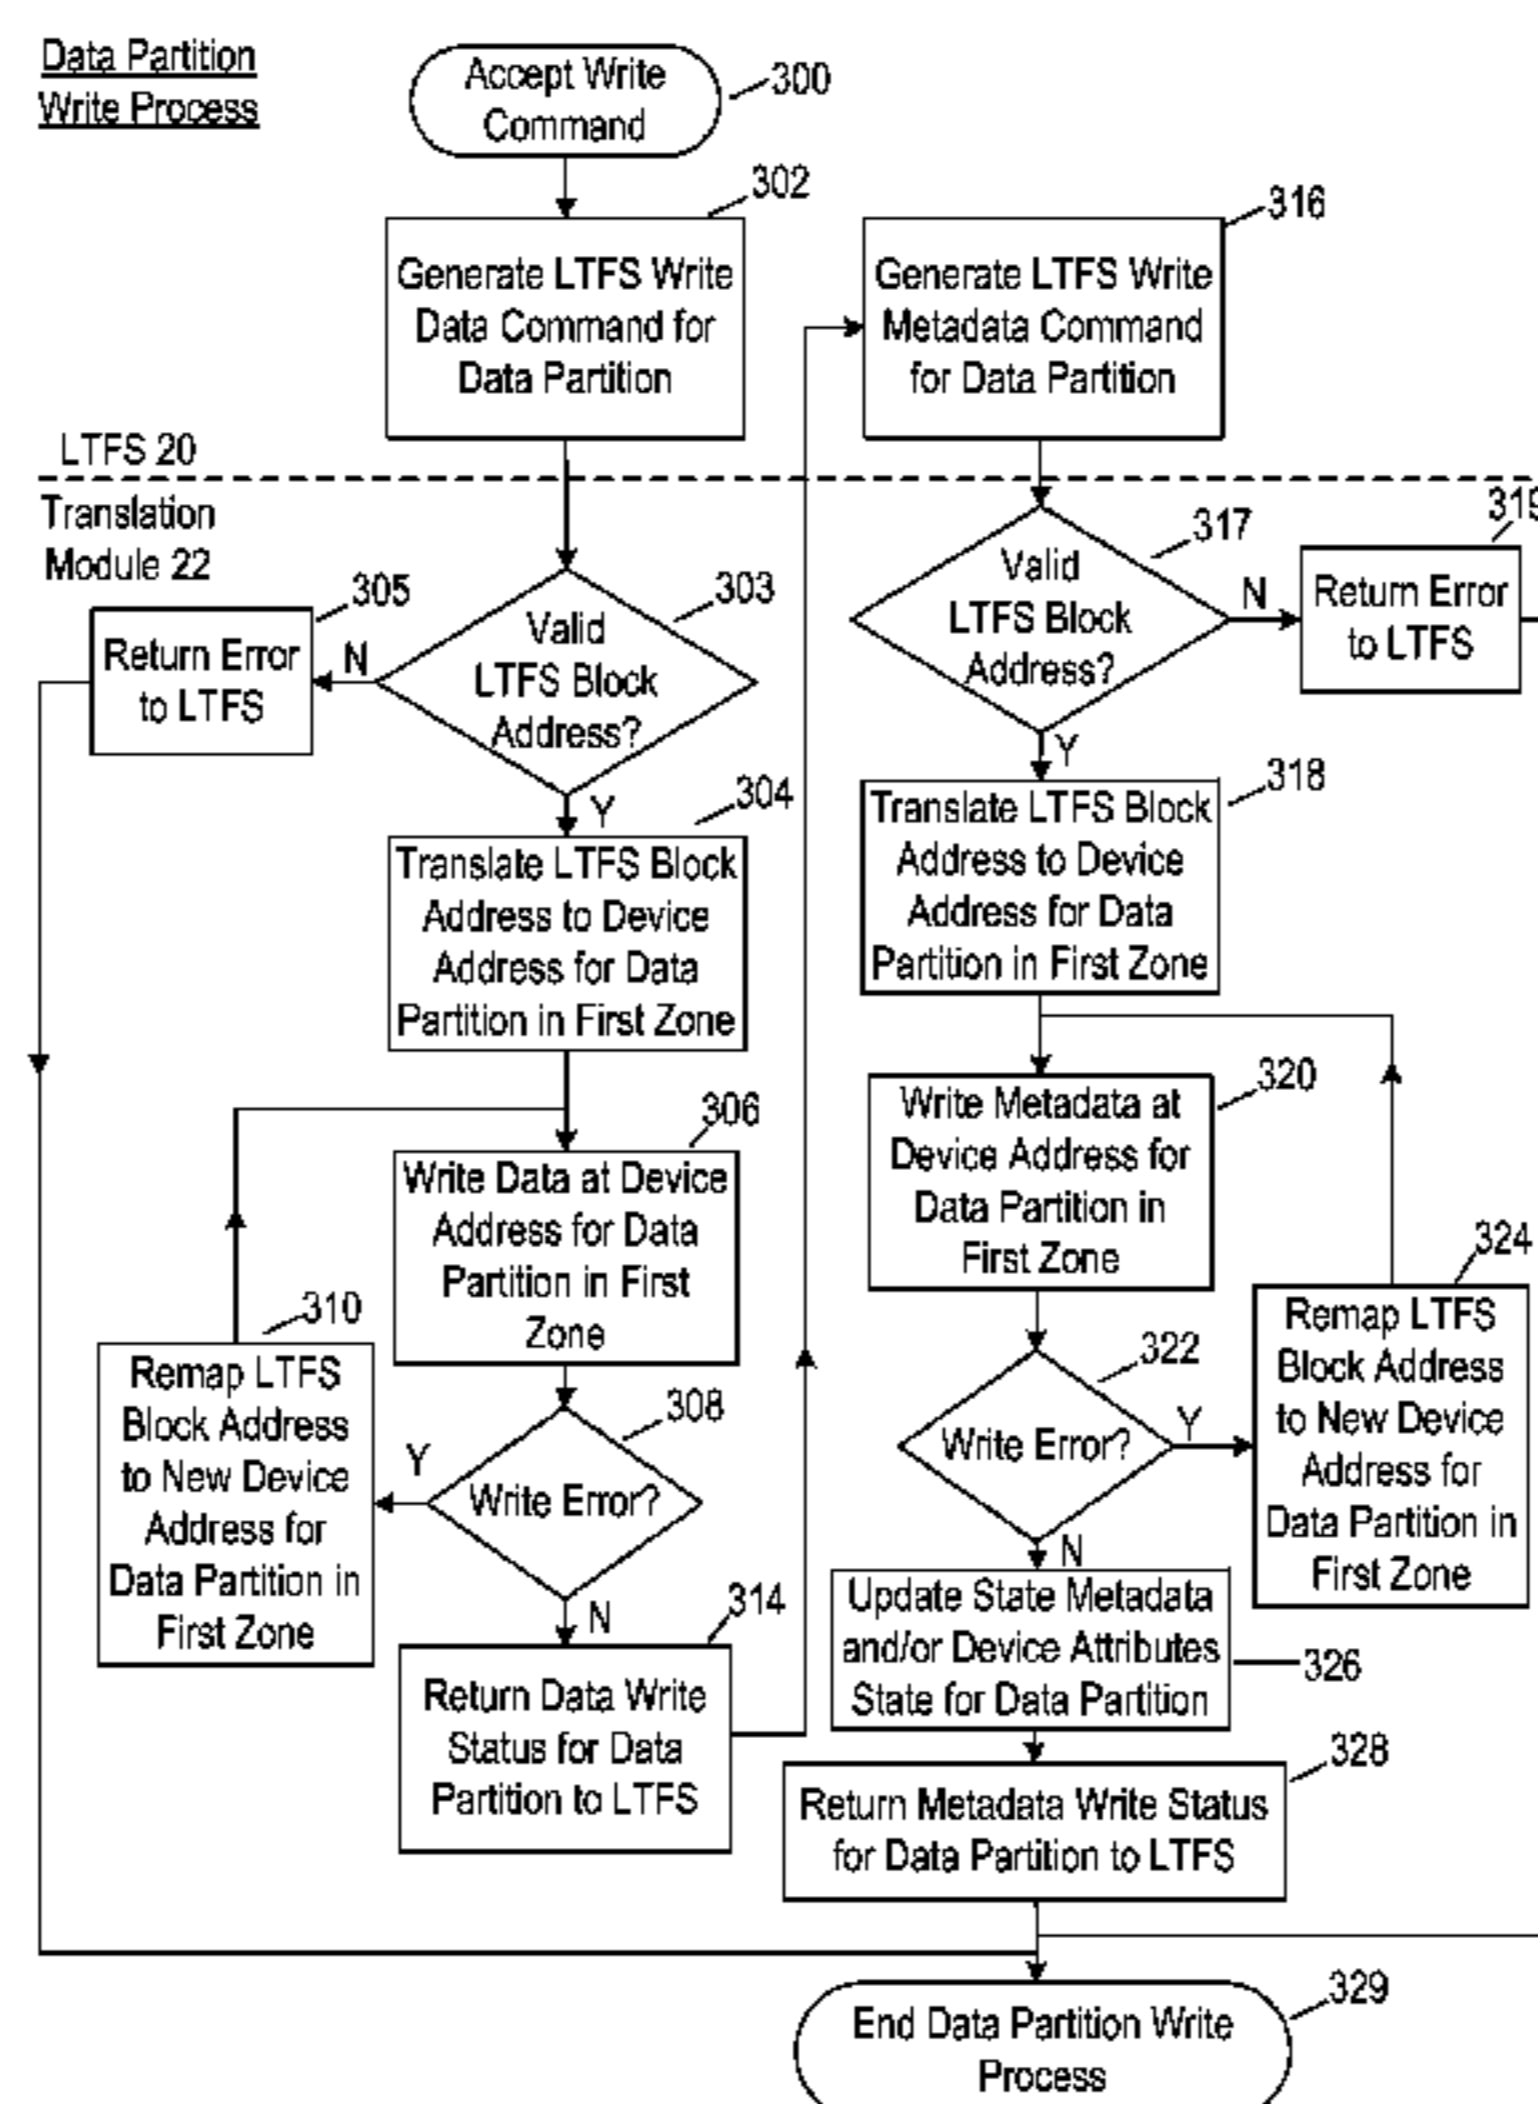 Data Partition
Write Process
Accept Write
Command
300
302
Generate LTFS Write
Data Command for
Data Partition
316
Generate LTFS Write
Metadata Command
for Data Partition
LTFS 20
Translation
Module 22
303
Valid
LTFS Block
Address?
N
305
Return Error
to LTFS
Y
304
Translate LTFS Block
Address to Device
Address for Data
Partition in First Zone
306
Write Data at Device
Address for Data
Partition in First
Zone
308
Write Error?
Y
310
Remap LTFS
Block Address
to New Device
Address for
Data Partition in
First Zone
N
314
Return Data Write
Status for Data
Partition to LTFS
317
Valid
LTFS Block
Address?
N
319
Return Error
to LTFS
Y
318
Translate LTFS Block
Address to Device
Address for Data
Partition in First Zone
320
Write Metadata at
Device Address for
Data Partition in
First Zone
322
Write Error?
Y
324
Remap LTFS
Block Address
to New Device
Address for
Data Partition in
First Zone
N
Update State Metadata
and/or Device Attributes
State for Data Partition
326
328
Return Metadata Write Status
for Data Partition to LTFS
329
End Data Partition Write
Process